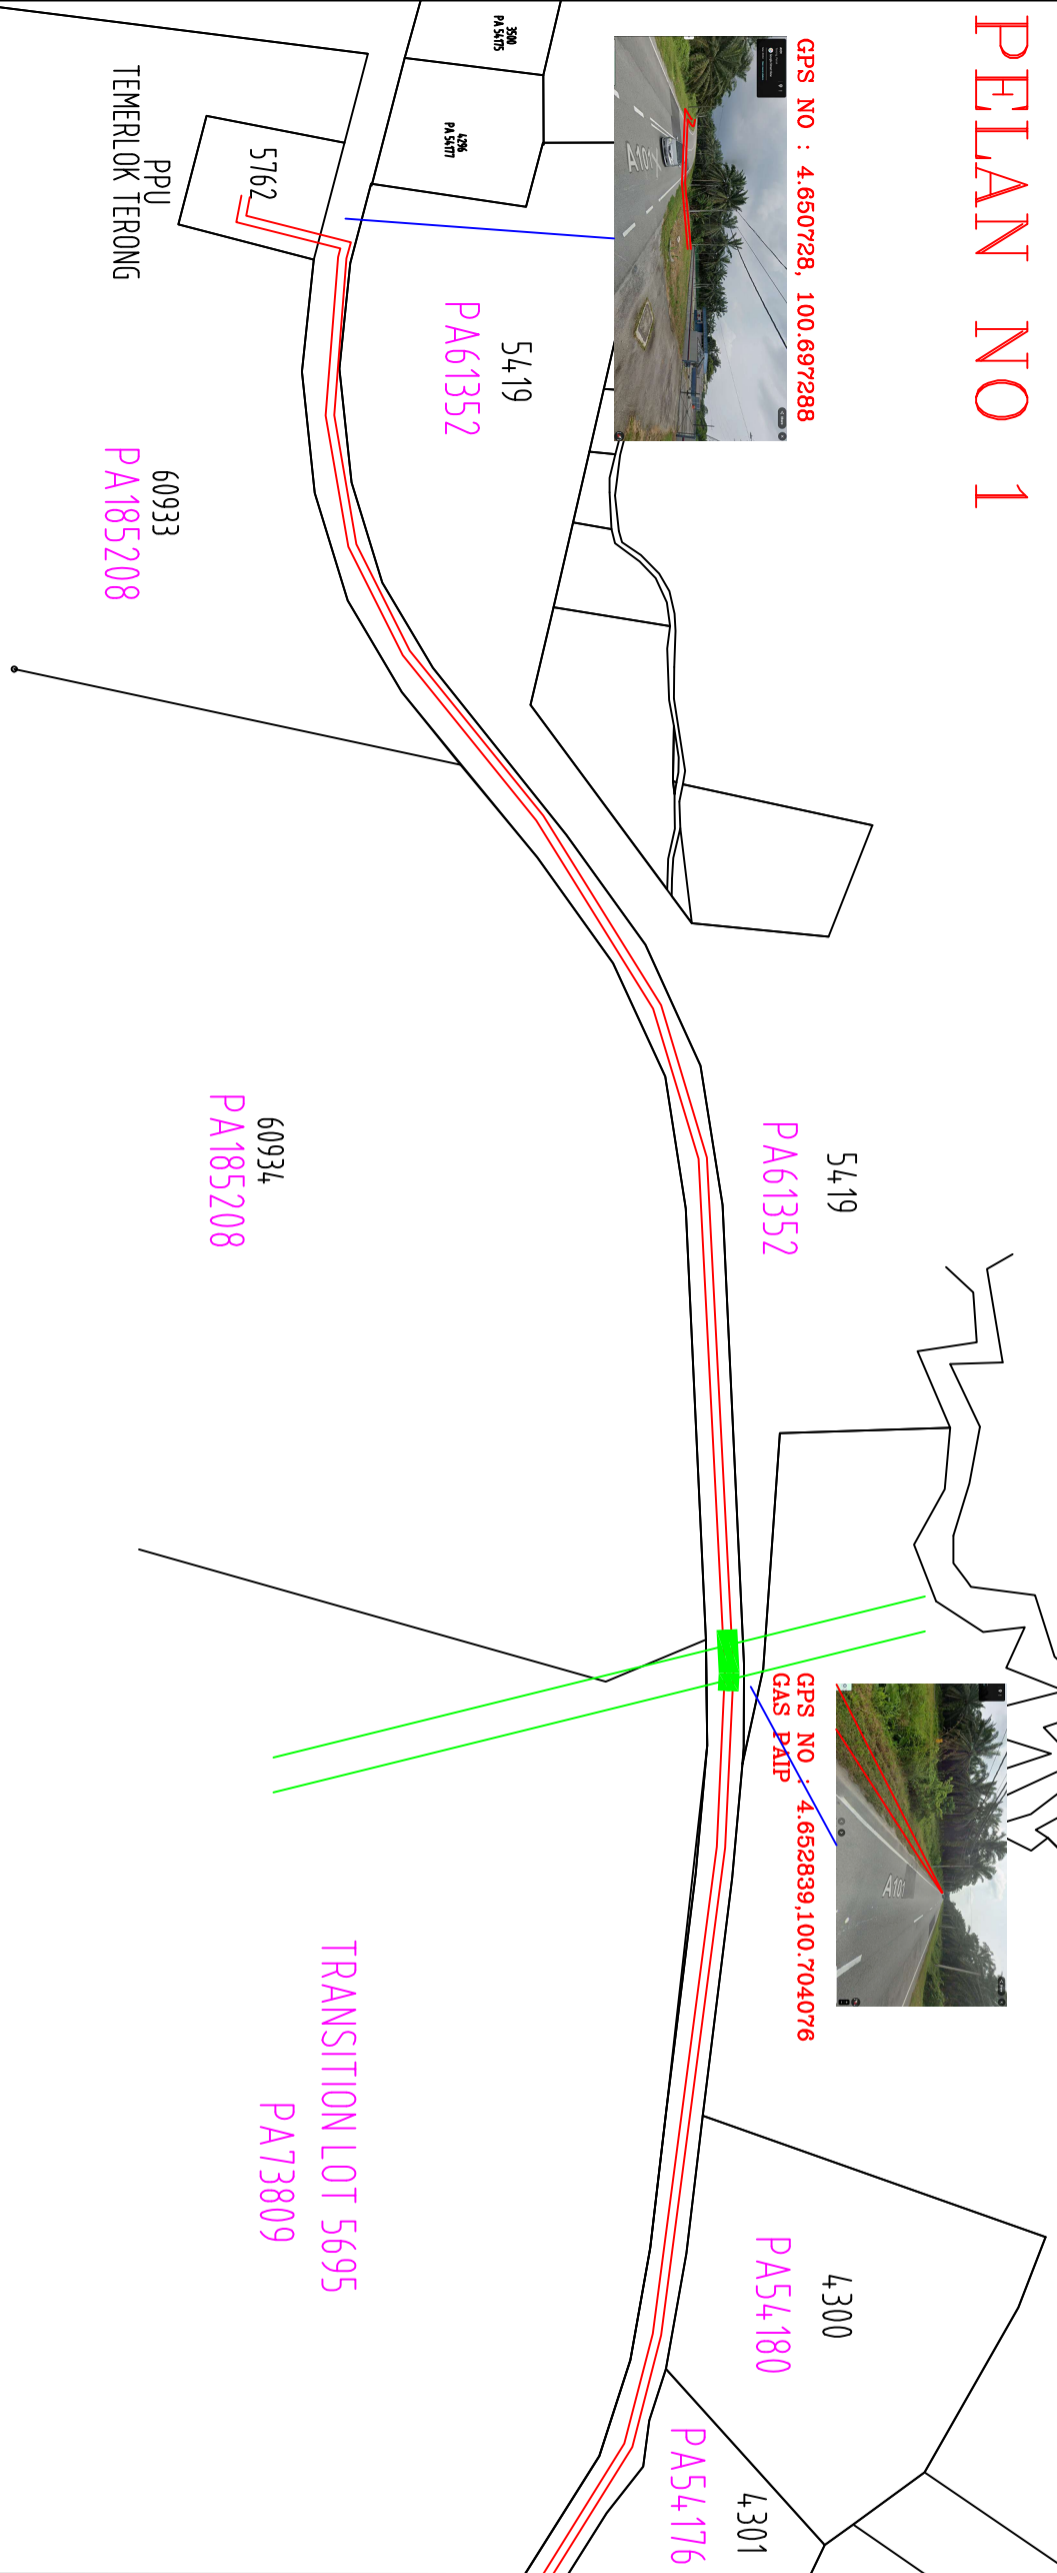 PELAN NO 1
GPS NO : 4.650728, 100.697288
A101
3500
PA 54175
4296
PA 54177
5762
PPU
TEMERLOK TERONG
5419
PA61352
60933
PA185208
5419
PA61352
60934
PA185208
GPS NO : 4.652839,100.704076
GAS PAIP
A101
TRANSITION LOT 5695
PA73809
4300
PA54180
4301
PA54176